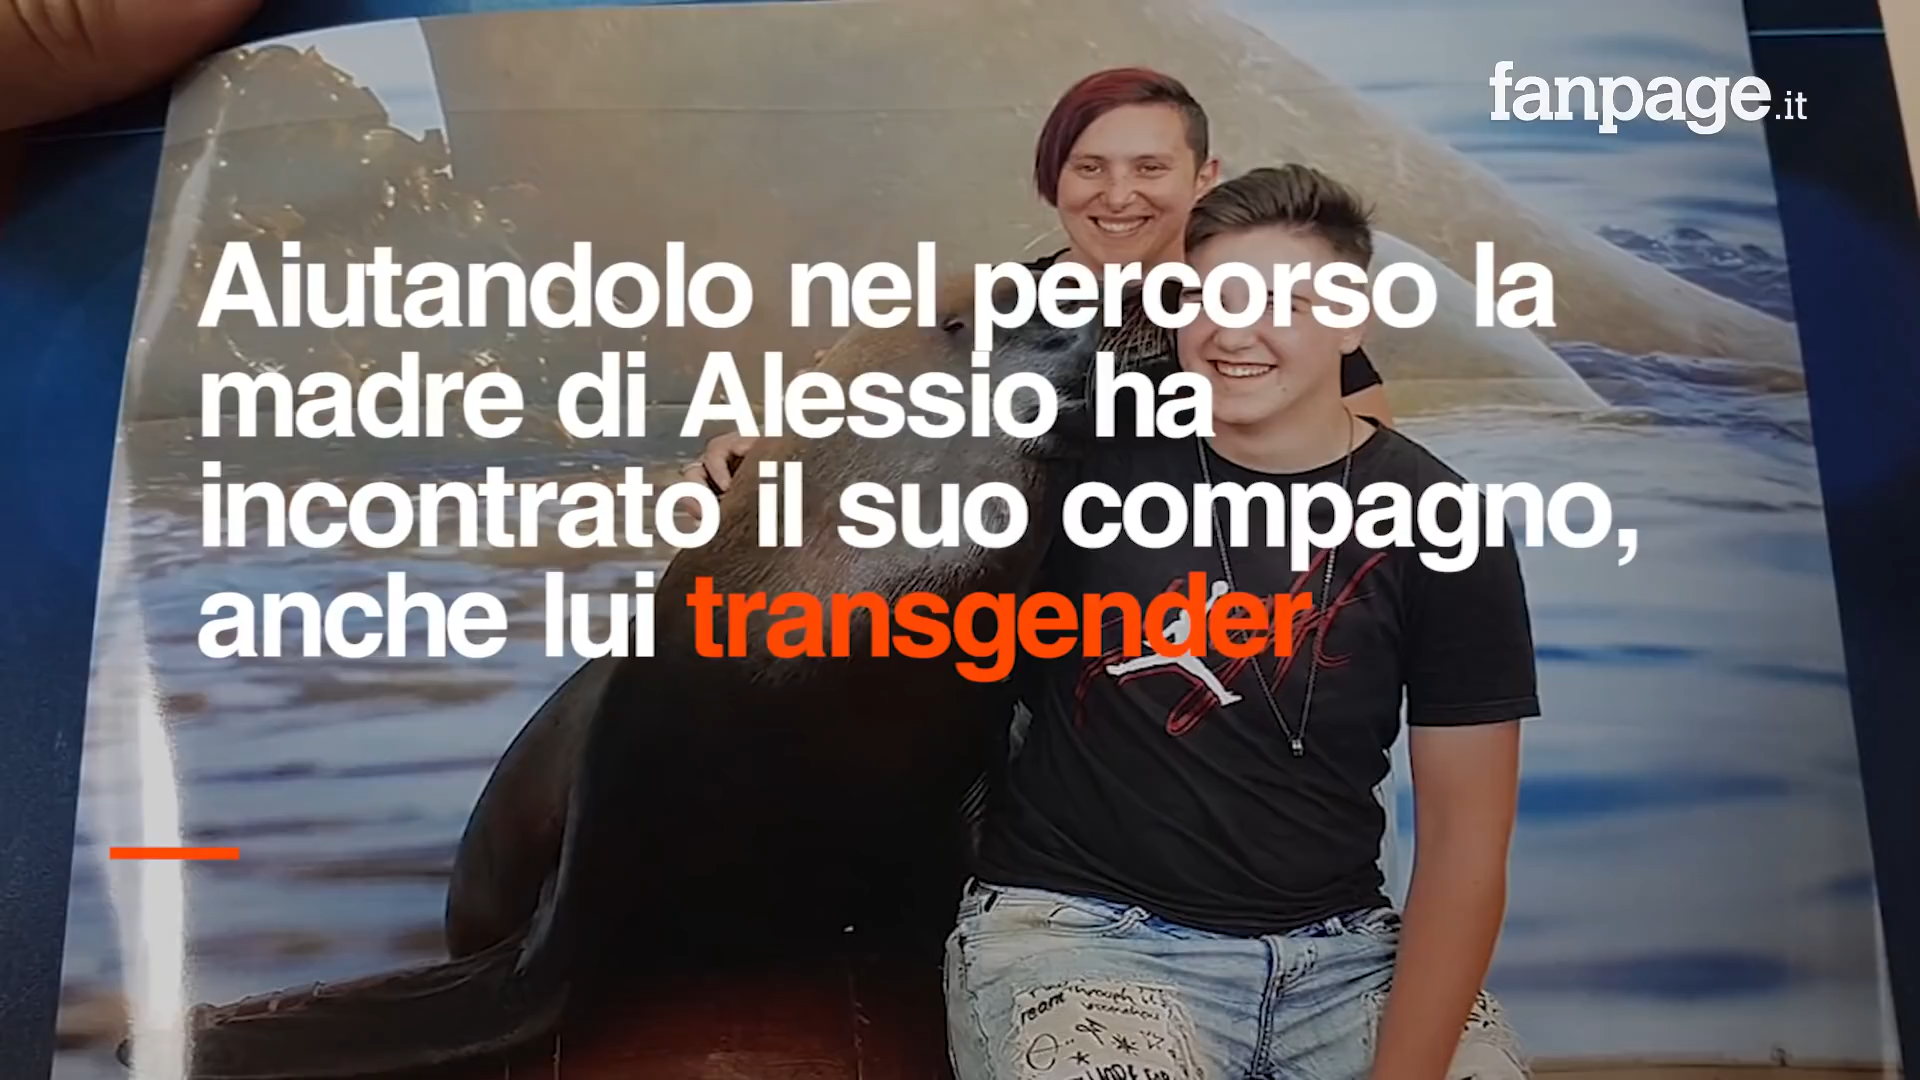 fanpage.it
Aiutandolo nel percorso la
madre di Alessio ha
incontrato il suo compagno,
anche lui transgender